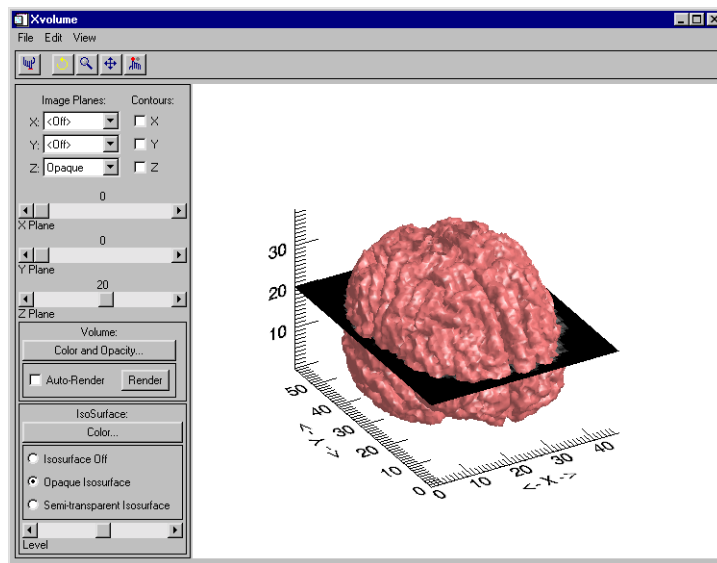 Xvolume
File Edit View
Image Planes: Contours:
X: <Off> X
Y: <Off> Y
Z: Opaque Z
0
X Plane
0
Y Plane
20
Z Plane
Volume:
Color and Opacity...
Auto-Render Render
IsoSurface:
Color...
Isosurface Off
Opaque Isosurface
Semi-transparent Isosurface
Level
30
20
10
50
40
30
20
10
0
<- Y ->
0
10
20
30
40
<- X ->